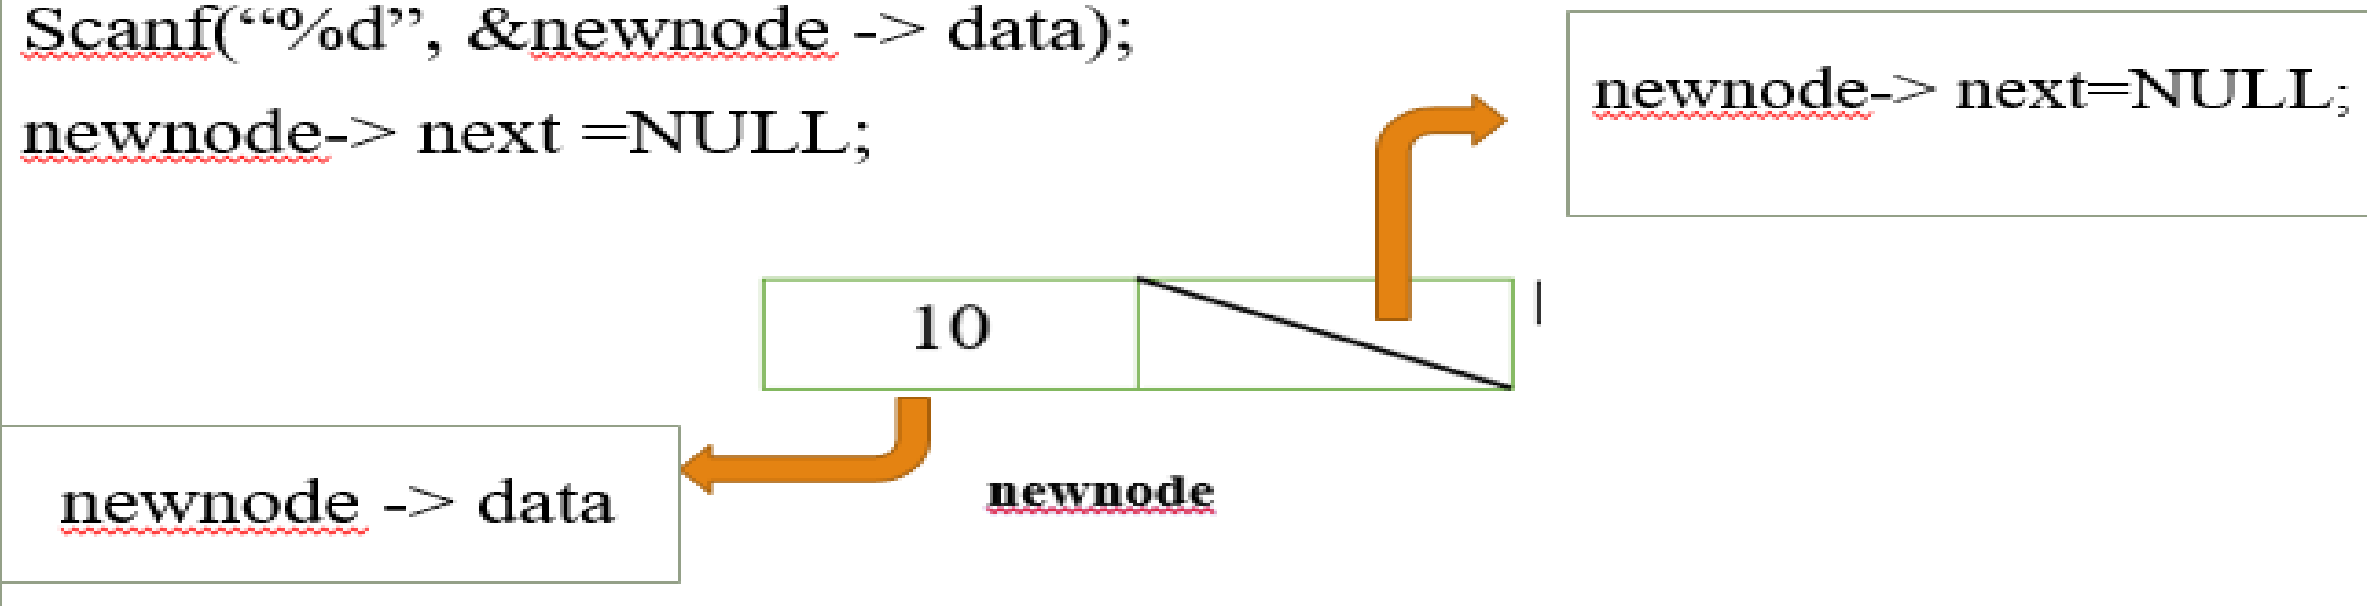 Scanf(“%d”, &newnode -> data);
newnode-> next =NULL;
newnode-> next=NULL;
10
newnode -> data
newnode